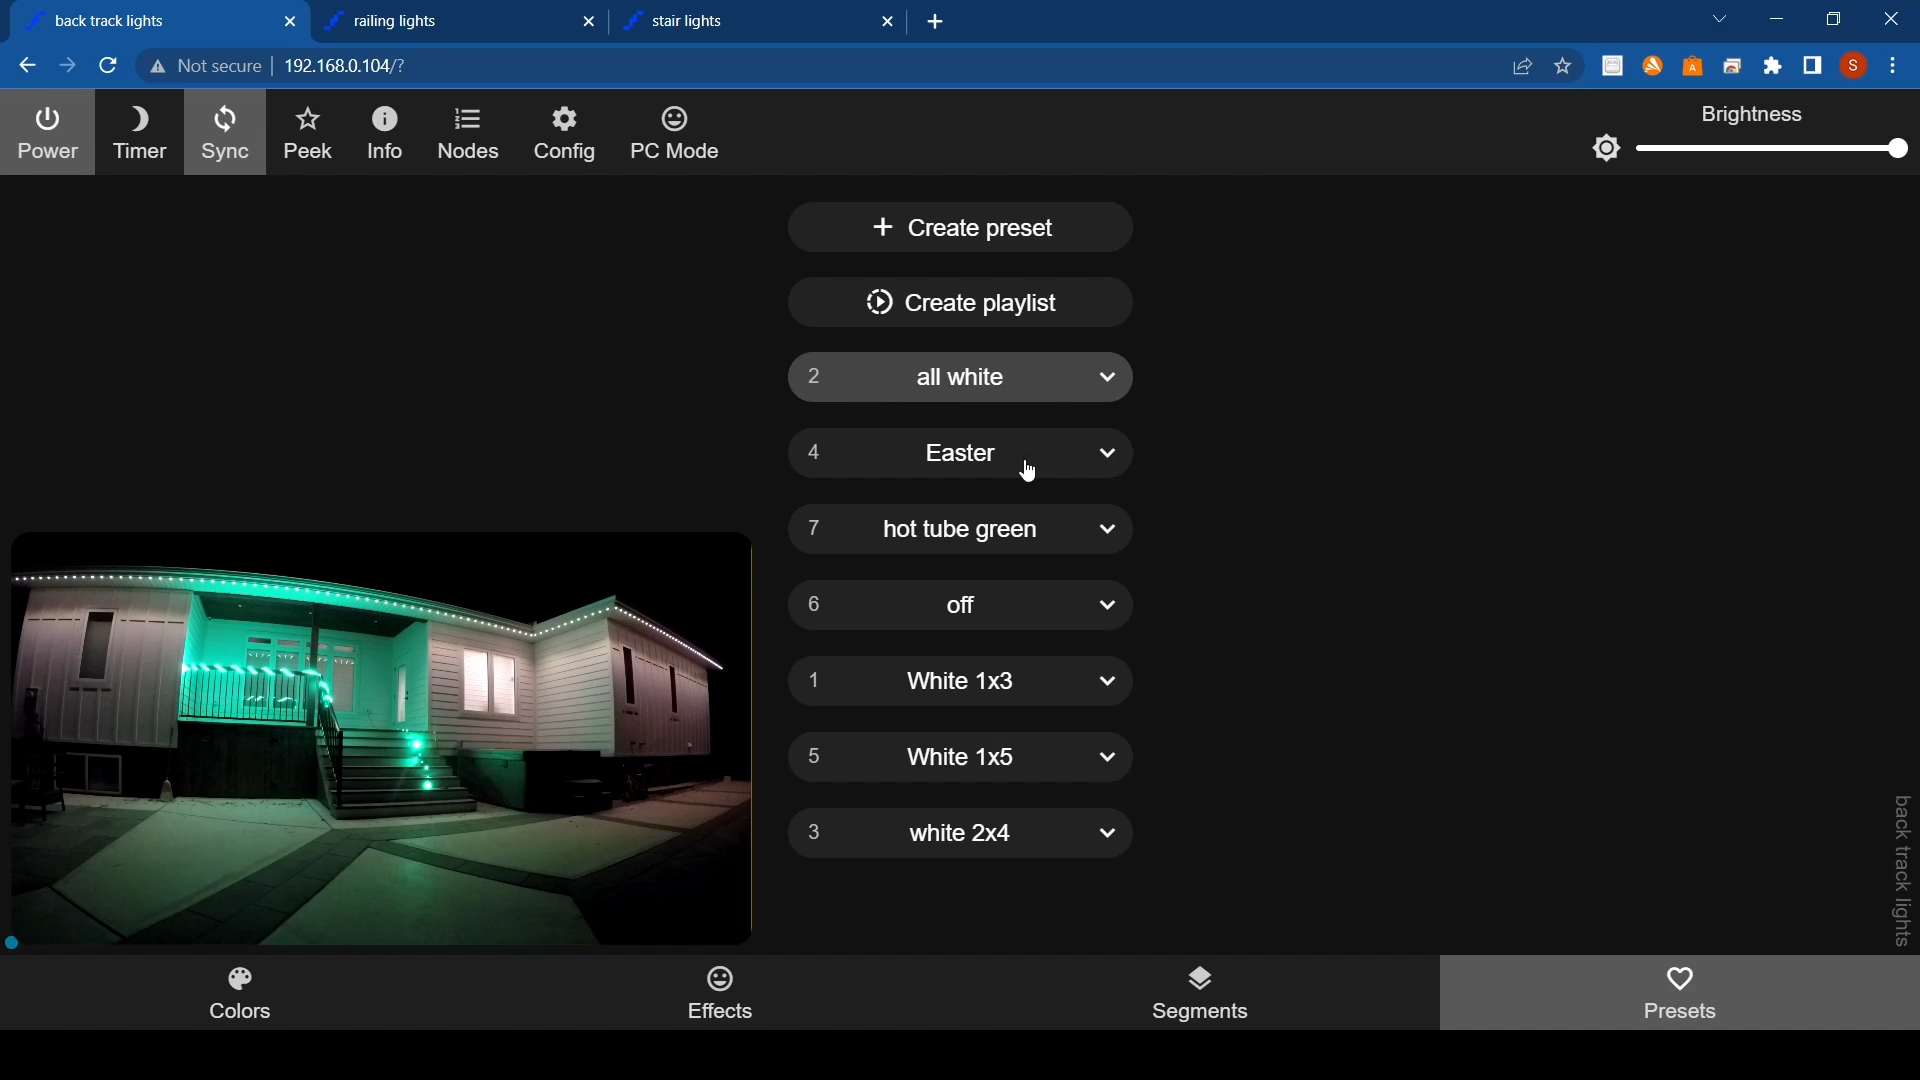 back track lights
railing lights
stair lights
Not secure 192.168.0.104/?
S
Power
Timer
Sync
Peek
Info
Nodes
Config
PC Mode
Brightness
Create preset
Create playlist
2 all white
4 Easter
7 hot tube green
6 off
1 White 1x3
5 White 1x5
3 white 2x4
back track lights
Colors
Effects
Segments
Presets